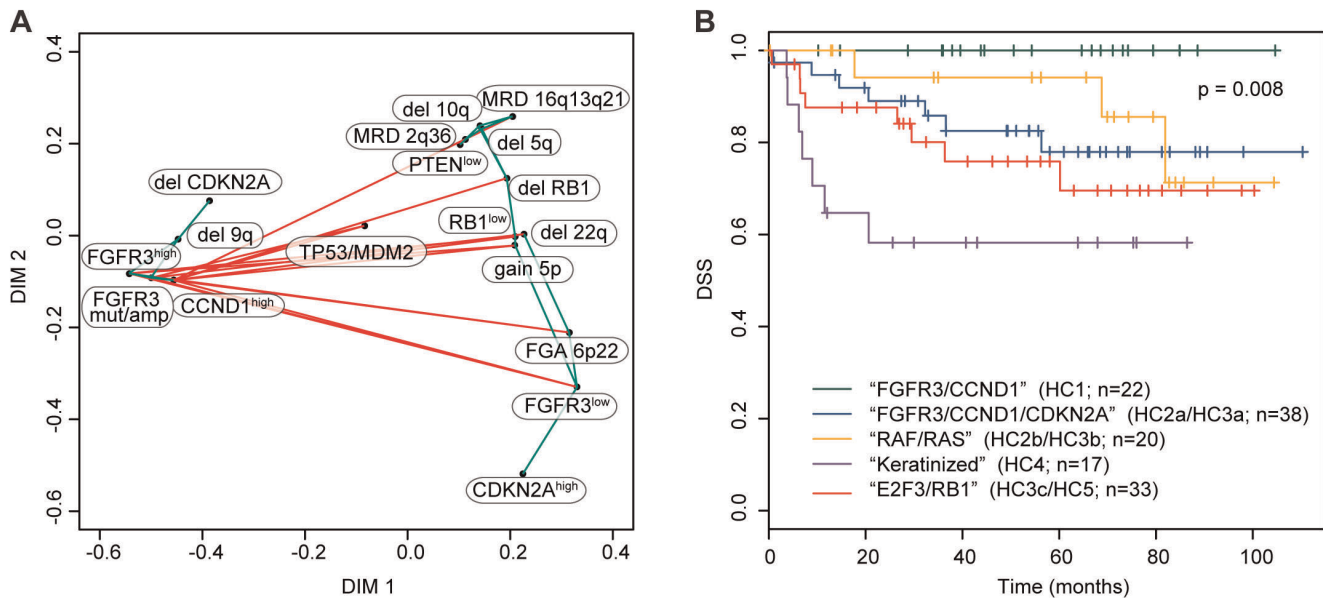 A
DIM 2
0.4
0.2
0.0
-0.2
-0.4
-0.6
del 10q
MRD 16q13q21
MRD 2q36
del 5q
PTENlow
del CDKN2A
del RB1
del 9q
RB1low
del 22q
FGFR3high
TP53/MDM2
gain 5p
FGFR3
mut/amp
CCND1high
FGA 6p22
FGFR3low
CDKN2Ahigh
-0.6
-0.4
-0.2
0.0
0.2
0.4
DIM 1
B
DSS
1.0
0.8
0.6
0.4
0.2
0.0
p = 0.008
“FGFR3/CCND1” (HC1; n=22)
“FGFR3/CCND1/CDKN2A” (HC2a/HC3a; n=38)
“RAF/RAS” (HC2b/HC3b; n=20)
“Keratinized” (HC4; n=17)
“E2F3/RB1” (HC3c/HC5; n=33)
0
20
40
60
80
100
Time (months)